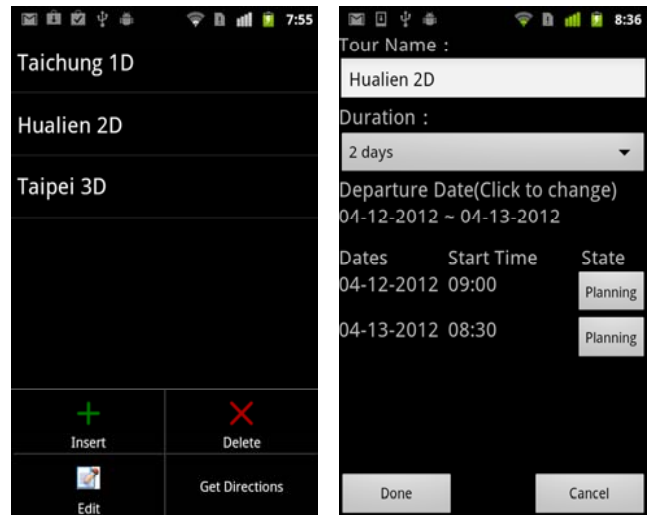 7:55
Taichung 1D
Hualien 2D
Taipei 3D
Insert
Delete
Edit
Get Directions
8:36
Tour Name :
Hualien 2D
Duration :
2 days
Departure Date(Click to change)
04-12-2012 ~ 04-13-2012
Dates Start Time State
04-12-2012 09:00 Planning
04-13-2012 08:30 Planning
Done Cancel